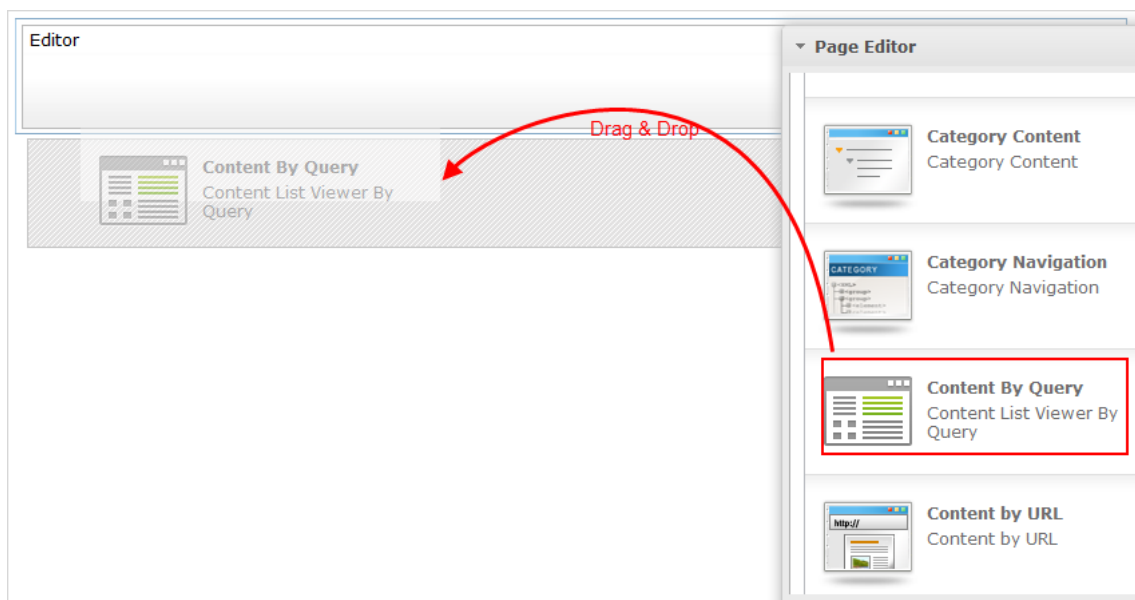 Editor
Content By Query
Content List Viewer By
Query
Drag & Drop
Page Editor
Category Content
Category Content
CATEGORY
Category Navigation
Category Navigation
Content By Query
Content List Viewer By
Query
http://
Content by URL
Content by URL